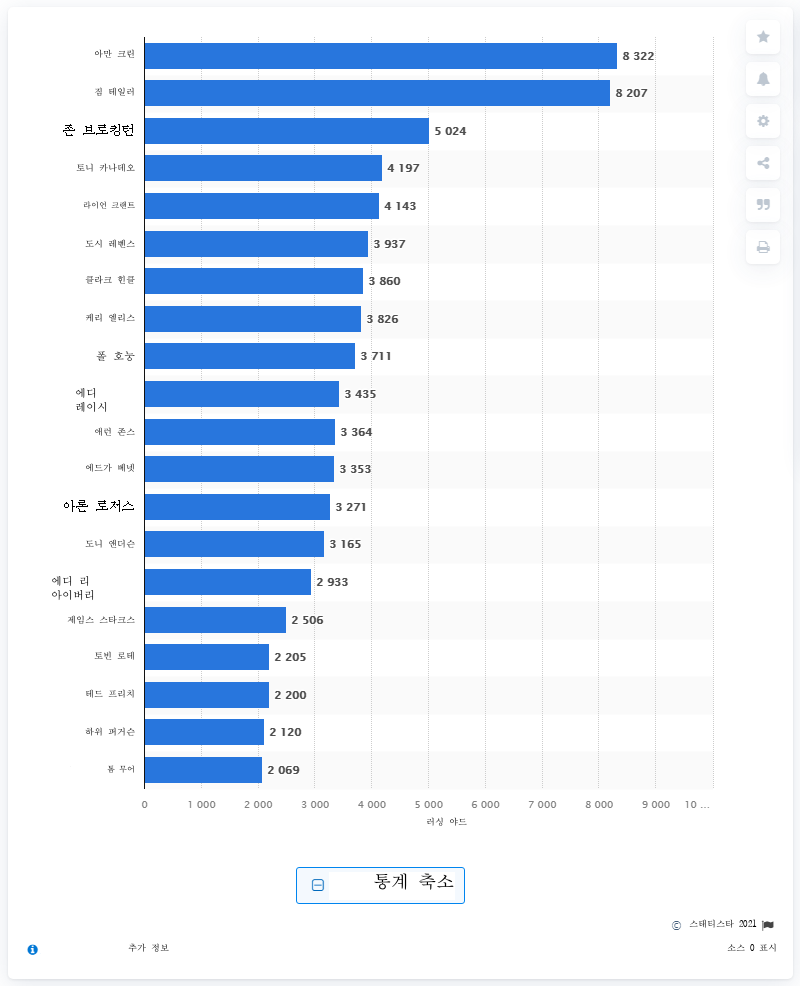 아만 크린 8 322
짐 테일러 8 207
존 브로킹턴 5 024
토니 카나데오 4 197
라이언 그랜트 4 143
도시 레벤스 3 937
클라크 힌클 3 860
케리 엘리스 3 826
폴 호눙 3 711
에디
레이시 3 435
애런 존스 3 364
에드가 베넷 3 353
아론 로저스 3 271
도니 앤더슨 3 165
에디 리
아이버리 2 933
제임스 스타크스 2 506
토빈 로테 2 205
테드 프리치 2 200
하위 퍼거슨 2 120
톰 무어 2 069
0 1 000 2 000 3 000 4 000 5 000 6 000 7 000 8 000 9 000 10 ...
러싱 야드
통계 축소
© 스태티스타 2021
추가 정보 소스 0 표시